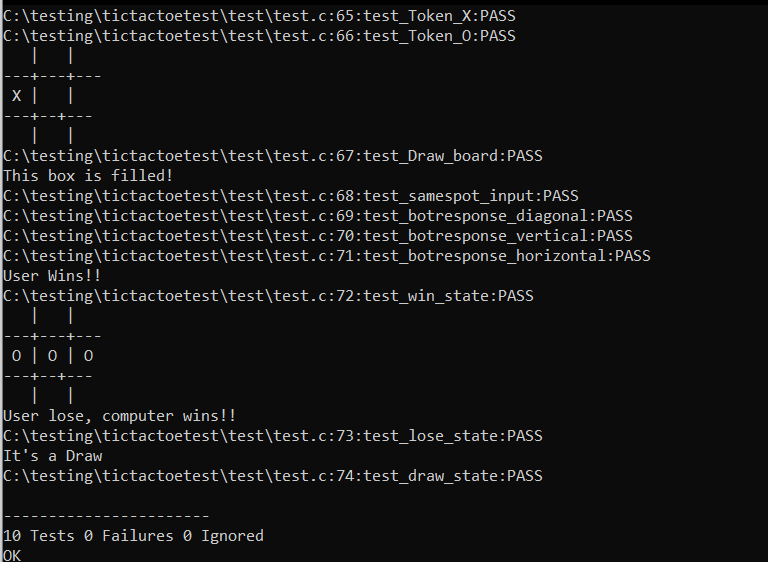 C:\testing\tictactoetest\test\test.c:65:test_Token_X:PASS
C:\testing\tictactoetest\test\test.c:66:test_Token_O:PASS
   |   |
---+---+---
 X |   |
---+--+---
   |   |
C:\testing\tictactoetest\test\test.c:67:test_Draw_board:PASS
This box is filled!
C:\testing\tictactoetest\test\test.c:68:test_samespot_input:PASS
C:\testing\tictactoetest\test\test.c:69:test_botresponse_diagonal:PASS
C:\testing\tictactoetest\test\test.c:70:test_botresponse_vertical:PASS
C:\testing\tictactoetest\test\test.c:71:test_botresponse_horizontal:PASS
User Wins!!
C:\testing\tictactoetest\test\test.c:72:test_win_state:PASS
   |   |
---+---+---
 O | O | O
---+--+---
   |   |
User lose, computer wins!!
C:\testing\tictactoetest\test\test.c:73:test_lose_state:PASS
It's a Draw
C:\testing\tictactoetest\test\test.c:74:test_draw_state:PASS

-----------------------
10 Tests 0 Failures 0 Ignored
OK